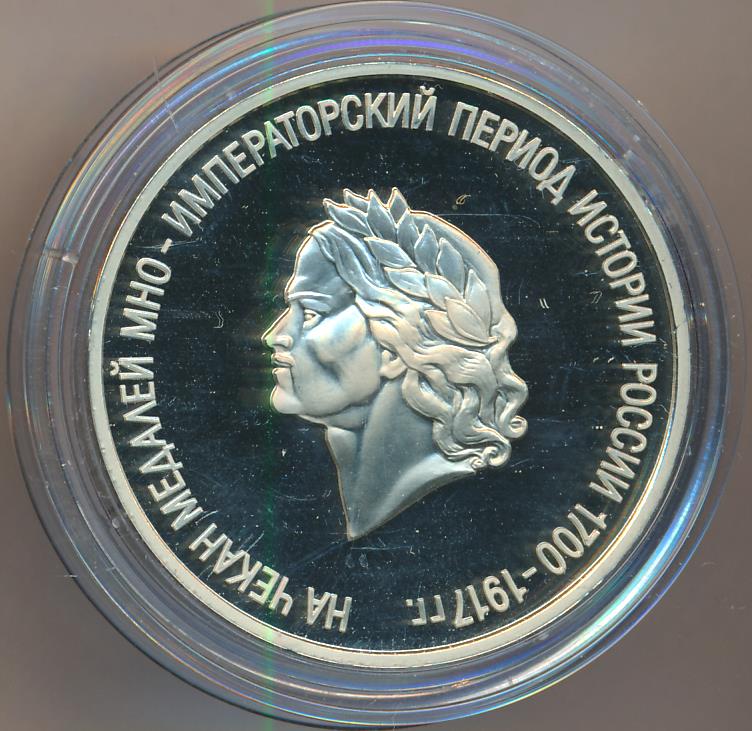 НА ЧЕКАН МЕДАЛЕЙ МНО - ИМПЕРАТОРСКИЙ ПЕРИОД ИСТОРИИ РОССИИ 1700-1917 гг.